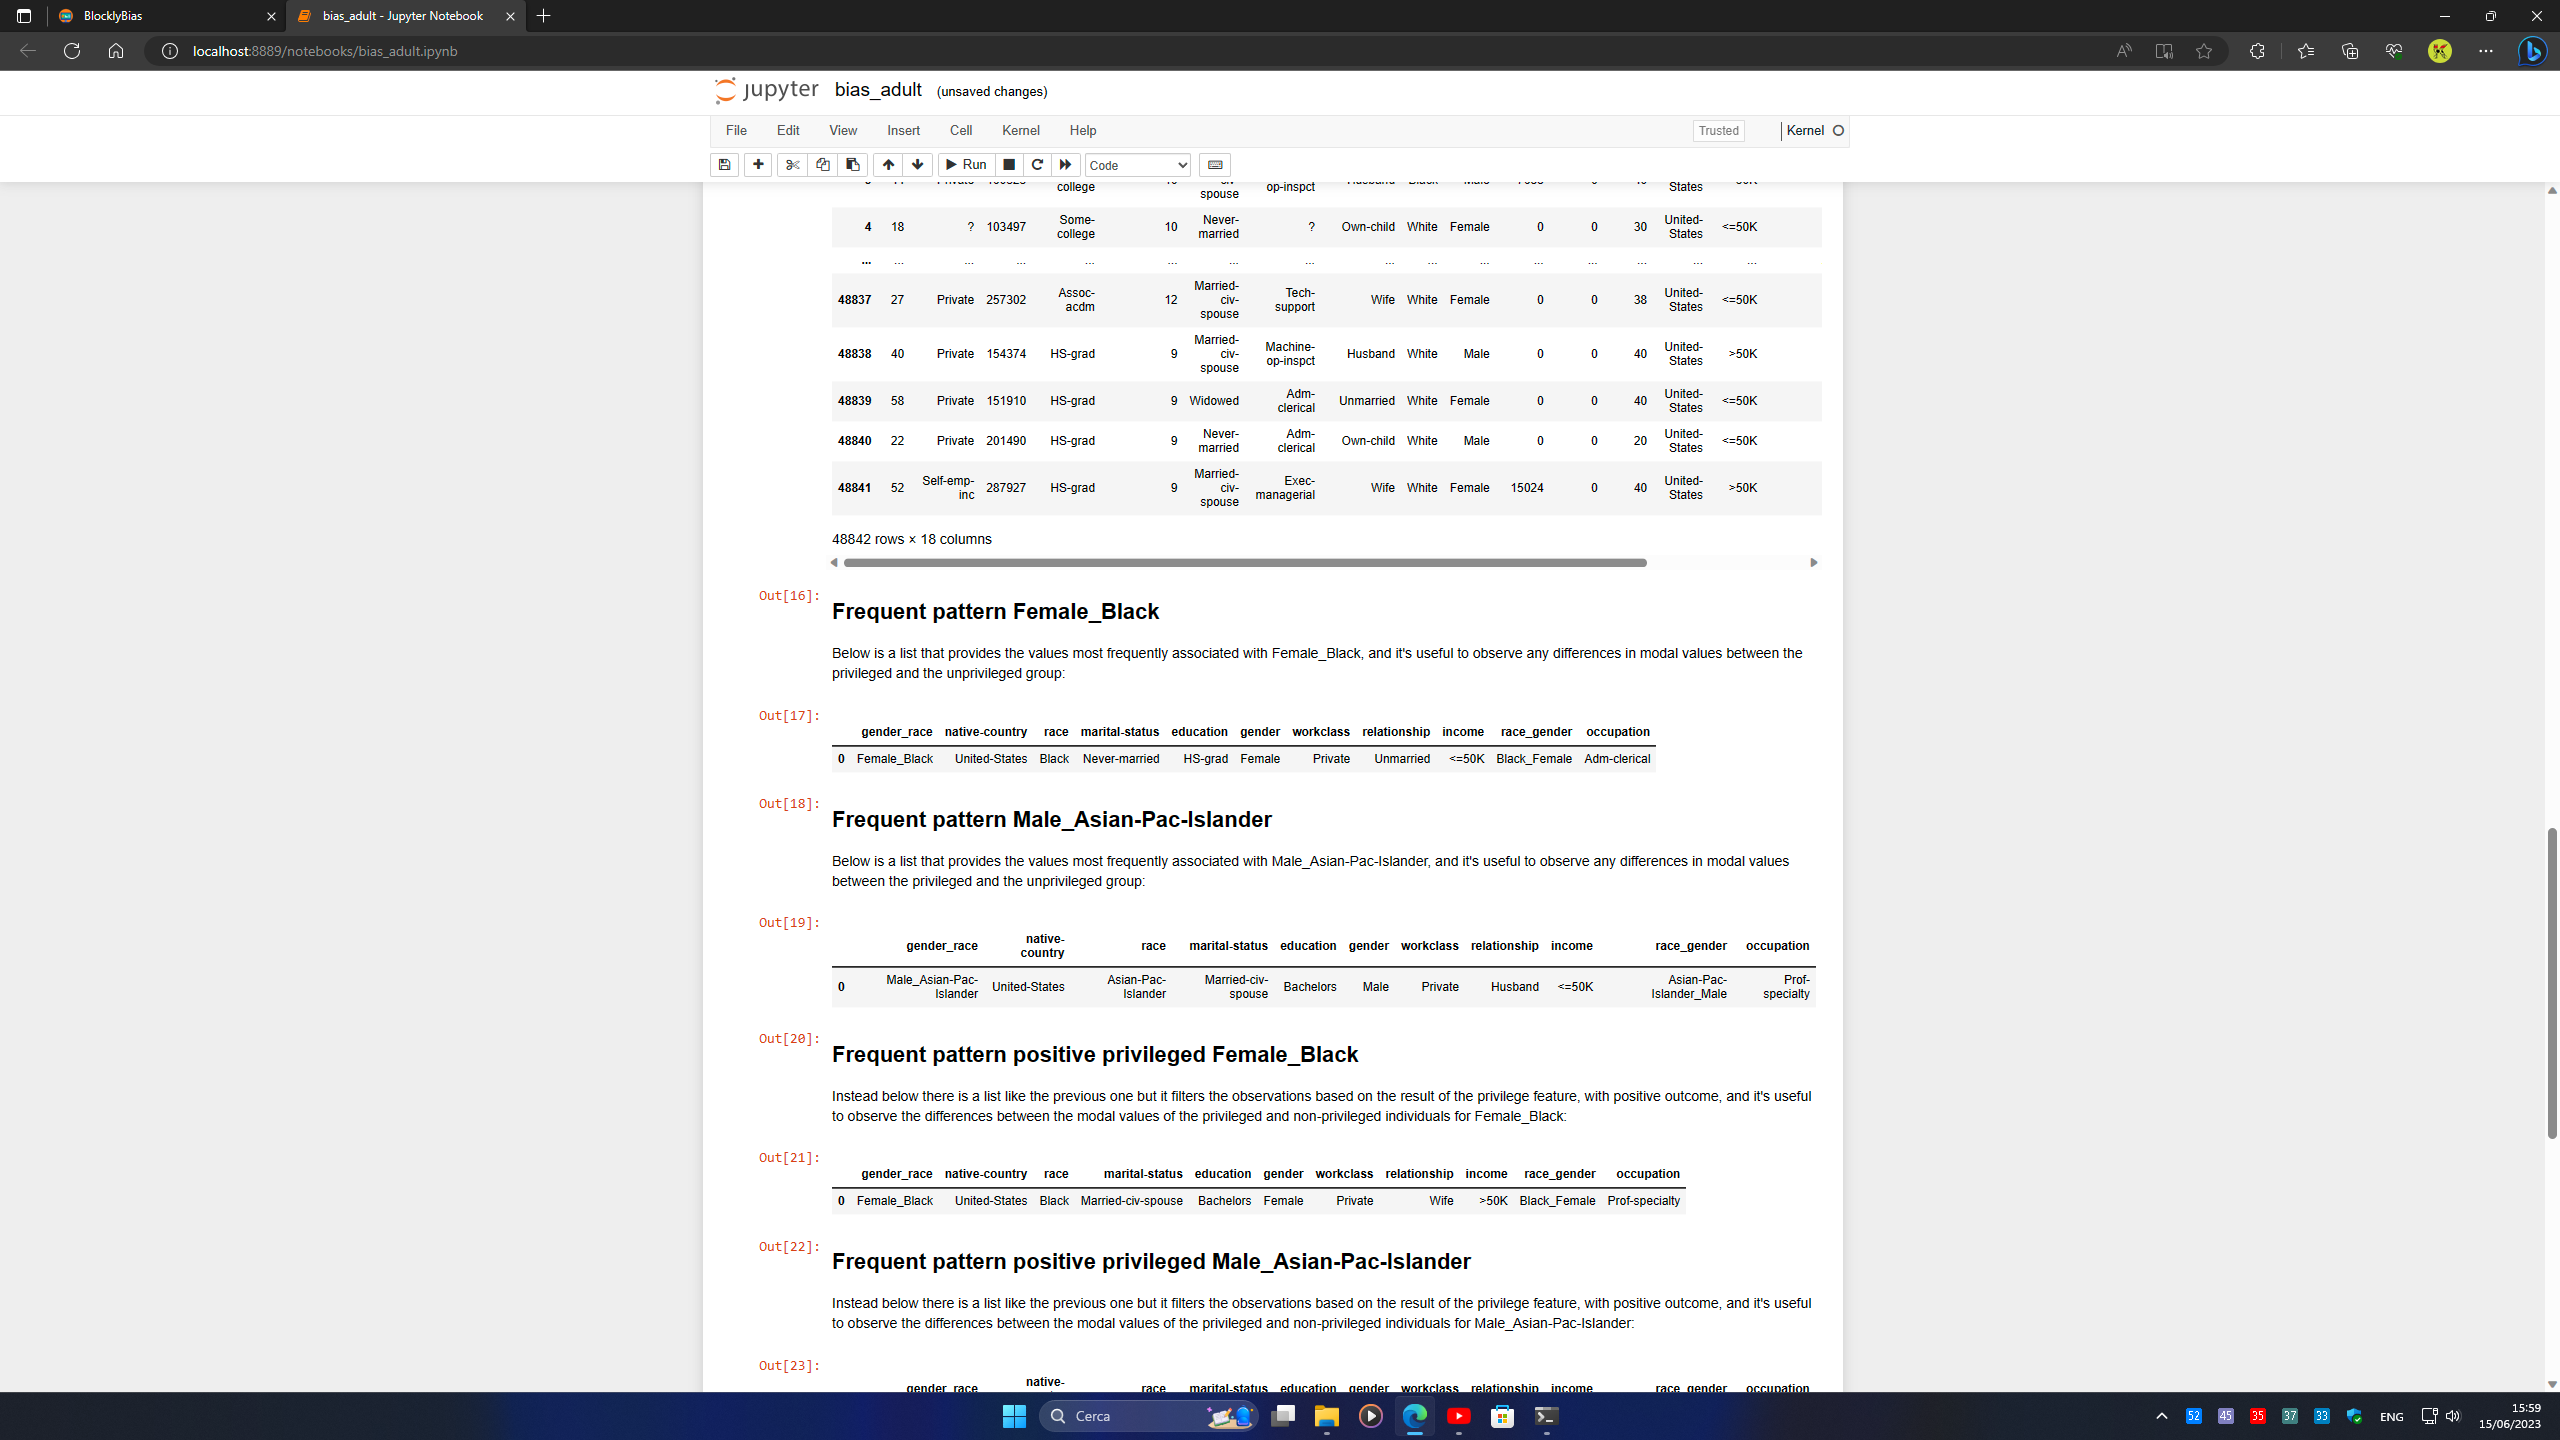 BlocklyBias
bias_adult - Jupyter Notebook
localhost:8889/notebooks/bias_adult.ipynb
jupyter bias_adult (unsaved changes)
File Edit View Insert Cell Kernel Help Trusted Kernel
Run Code
college spouse op-inspct States
4 18 ? 103497 Some-college 10 Never-married ? Own-child White Female 0 0 30 United-States <=50K
... ... ... ... ... ... ... ... ... ... ... ... ... ... ... ...
48837 27 Private 257302 Assoc-acdm 12 Married-civ-spouse Tech-support Wife White Female 0 0 38 United-States <=50K
48838 40 Private 154374 HS-grad 9 Married-civ-spouse Machine-op-inspct Husband White Male 0 0 40 United-States >50K
48839 58 Private 151910 HS-grad 9 Widowed Adm-clerical Unmarried White Female 0 0 40 United-States <=50K
48840 22 Private 201490 HS-grad 9 Never-married Adm-clerical Own-child White Male 0 0 20 United-States <=50K
48841 52 Self-emp-inc 287927 HS-grad 9 Married-civ-spouse Exec-managerial Wife White Female 15024 0 40 United-States >50K
48842 rows × 18 columns
Out[16]:
Frequent pattern Female_Black
Below is a list that provides the values most frequently associated with Female_Black, and it's useful to observe any differences in modal values between the
privileged and the unprivileged group:
Out[17]:
gender_race native-country race marital-status education gender workclass relationship income race_gender occupation
0 Female_Black United-States Black Never-married HS-grad Female Private Unmarried <=50K Black_Female Adm-clerical
Out[18]:
Frequent pattern Male_Asian-Pac-Islander
Below is a list that provides the values most frequently associated with Male_Asian-Pac-Islander, and it's useful to observe any differences in modal values
between the privileged and the unprivileged group:
Out[19]:
gender_race native-country race marital-status education gender workclass relationship income race_gender occupation
0 Male_Asian-Pac-Islander United-States Asian-Pac-Islander Married-civ-spouse Bachelors Male Private Husband <=50K Asian-Pac-Islander_Male Prof-specialty
Out[20]:
Frequent pattern positive privileged Female_Black
Instead below there is a list like the previous one but it filters the observations based on the result of the privilege feature, with positive outcome, and it's useful
to observe the differences between the modal values of the privileged and non-privileged individuals for Female_Black:
Out[21]:
gender_race native-country race marital-status education gender workclass relationship income race_gender occupation
0 Female_Black United-States Black Married-civ-spouse Bachelors Female Private Wife >50K Black_Female Prof-specialty
Out[22]:
Frequent pattern positive privileged Male_Asian-Pac-Islander
Instead below there is a list like the previous one but it filters the observations based on the result of the privilege feature, with positive outcome, and it's useful
to observe the differences between the modal values of the privileged and non-privileged individuals for Male_Asian-Pac-Islander:
Out[23]:
gender_race native- race marital-status education gender workclass relationship income race_gender occupation
Cerca
52 45 35 37 33 ENG 15:59
15/06/2023